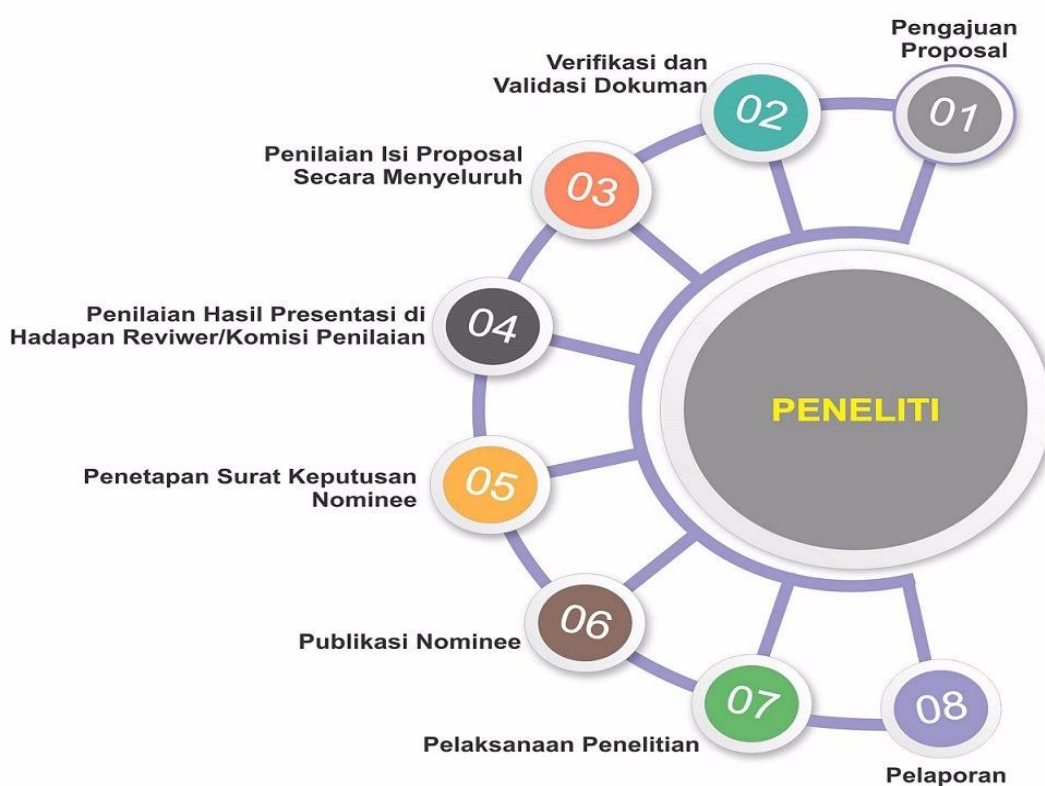 Pengajuan
Proposal
01
Verifikasi dan
Validasi Dokuman
02
Penilaian Isi Proposal
Secara Menyeluruh
03
Penilaian Hasil Presentasi di
Hadapan Reviwer/Komisi Penilaian
04
PENELITI
Penetapan Surat Keputusan
Nominee
05
Publikasi Nominee
06
Pelaksanaan Penelitian
07
08
Pelaporan